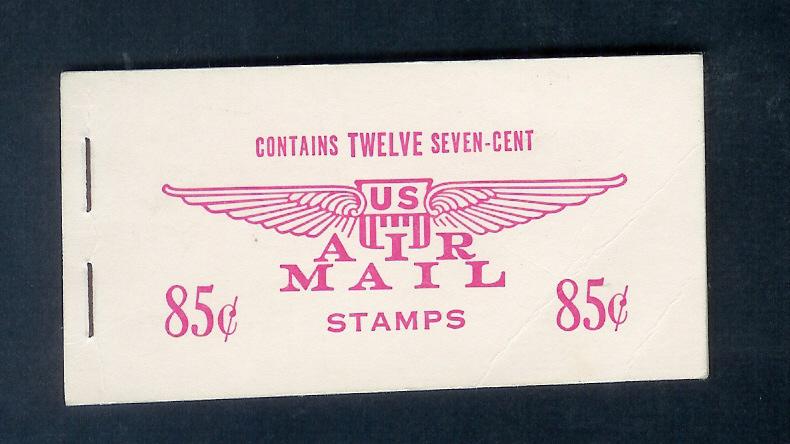 CONTAINS TWELVE SEVEN-CENT
US
AIR
MAIL
85¢ STAMPS 85¢